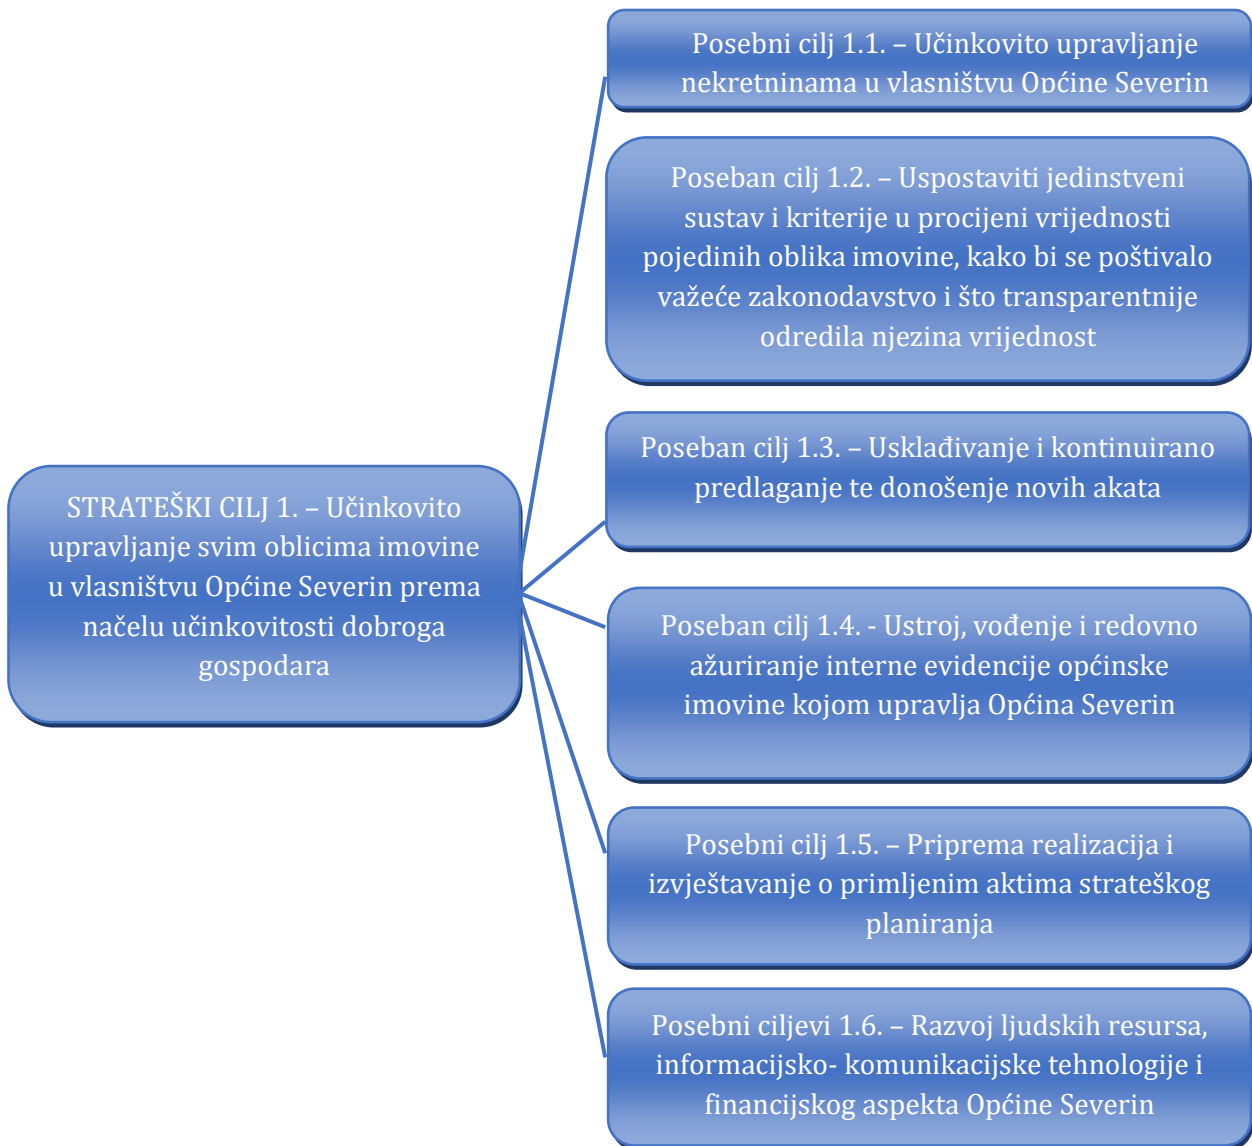 Posebni cilj 1.1. – Učinkovito upravljanje
nekretninama u vlasništvu Općine Severin
Poseban cilj 1.2. – Uspostaviti jedinstveni
sustav i kriterije u procijeni vrijednosti
pojedinih oblika imovine, kako bi se poštivalo
važeće zakonodavstvo i što transparentnije
odredila njezina vrijednost
Poseban cilj 1.3. – Usklađivanje i kontinuirano
predlaganje te donošenje novih akata
STRATEŠKI CILJ 1. – Učinkovito
upravljanje svim oblicima imovine
u vlasništvu Općine Severin prema
načelu učinkovitosti dobroga
gospodara
Poseban cilj 1.4. - Ustroj, vođenje i redovno
ažuriranje interne evidencije općinske
imovine kojom upravlja Općina Severin
Posebni cilj 1.5. – Priprema realizacija i
izvještavanje o primljenim aktima strateškog
planiranja
Posebni ciljevi 1.6. – Razvoj ljudskih resursa,
informacijsko- komunikacijske tehnologije i
financijskog aspekta Općine Severin